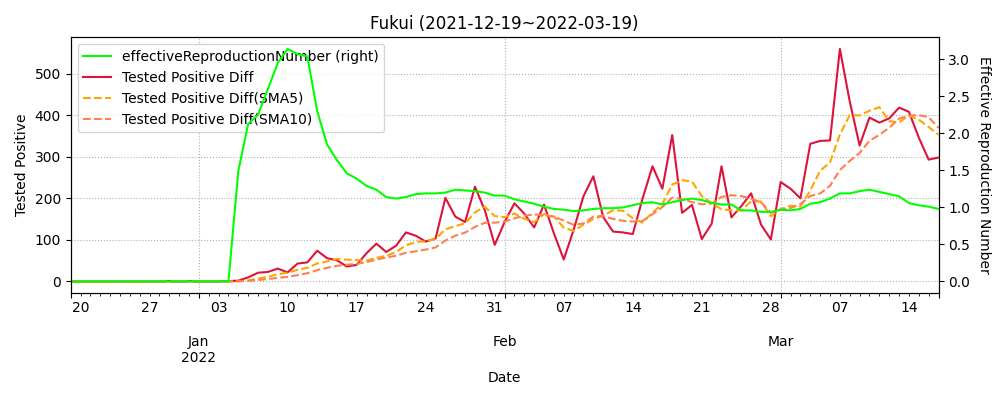 Fukui (2021-12-19~2022-03-19)
effectiveReproductionNumber (right)
Tested Positive Diff
Tested Positive Diff(SMA5)
Tested Positive Diff(SMA10)
Tested Positive
500
400
300
200
100
0
3.0
2.5
2.0
1.5
1.0
0.5
0.0
Effective Reproduction Number
20 27 03 10 17 24 31 07 14 21 28 07 14
Jan Feb Mar
2022
Date